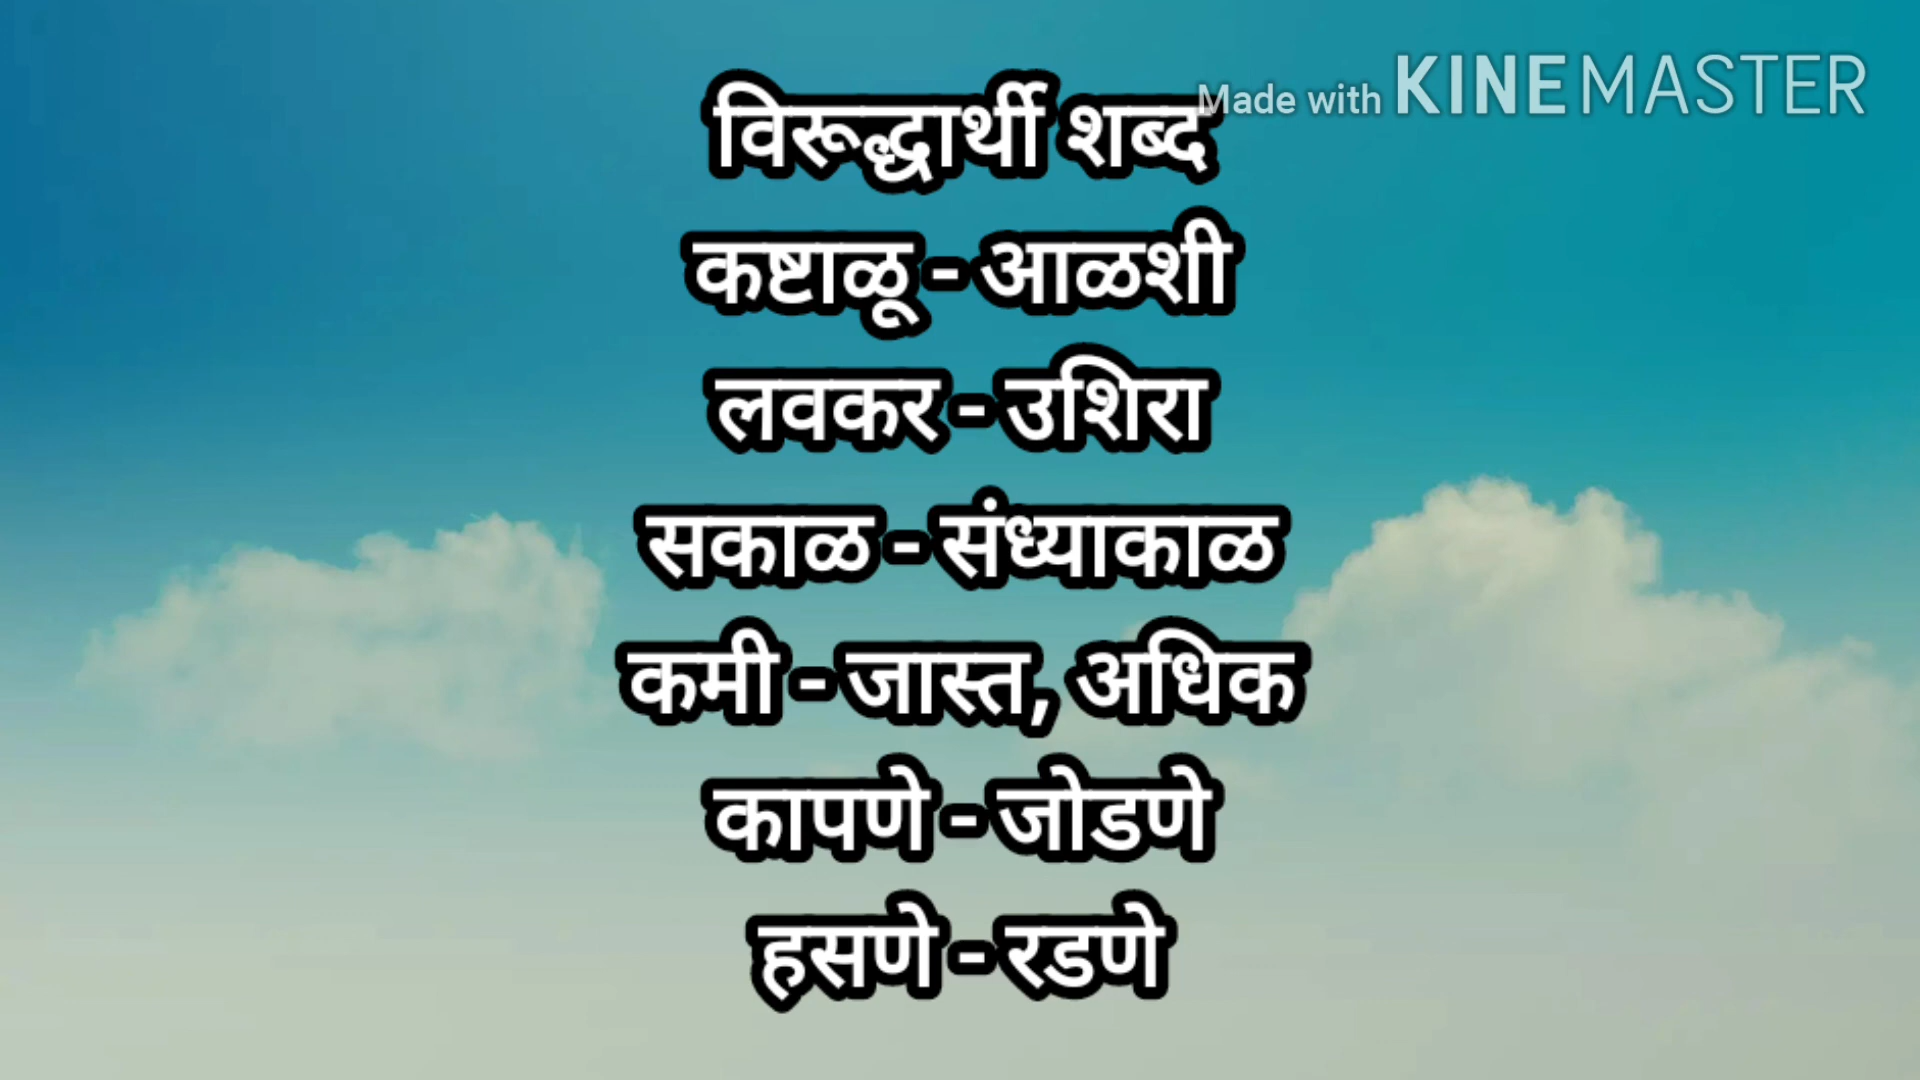 Made with KINEMASTER
विरूद्धार्थी शब्द
कष्टाळू - आळशी
लवकर - उशिरा
सकाळ - संध्याकाळ
कमी - जास्त, अधिक
कापणे - जोडणे
हसणे - रडणे